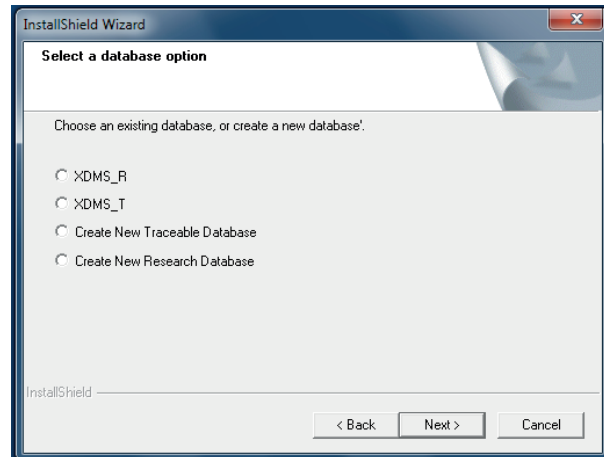 InstallShield Wizard
Select a database option
Choose an existing database, or create a new database'.
XDMS_R
XDMS_T
Create New Traceable Database
Create New Research Database
InstallShield
< Back Next > Cancel